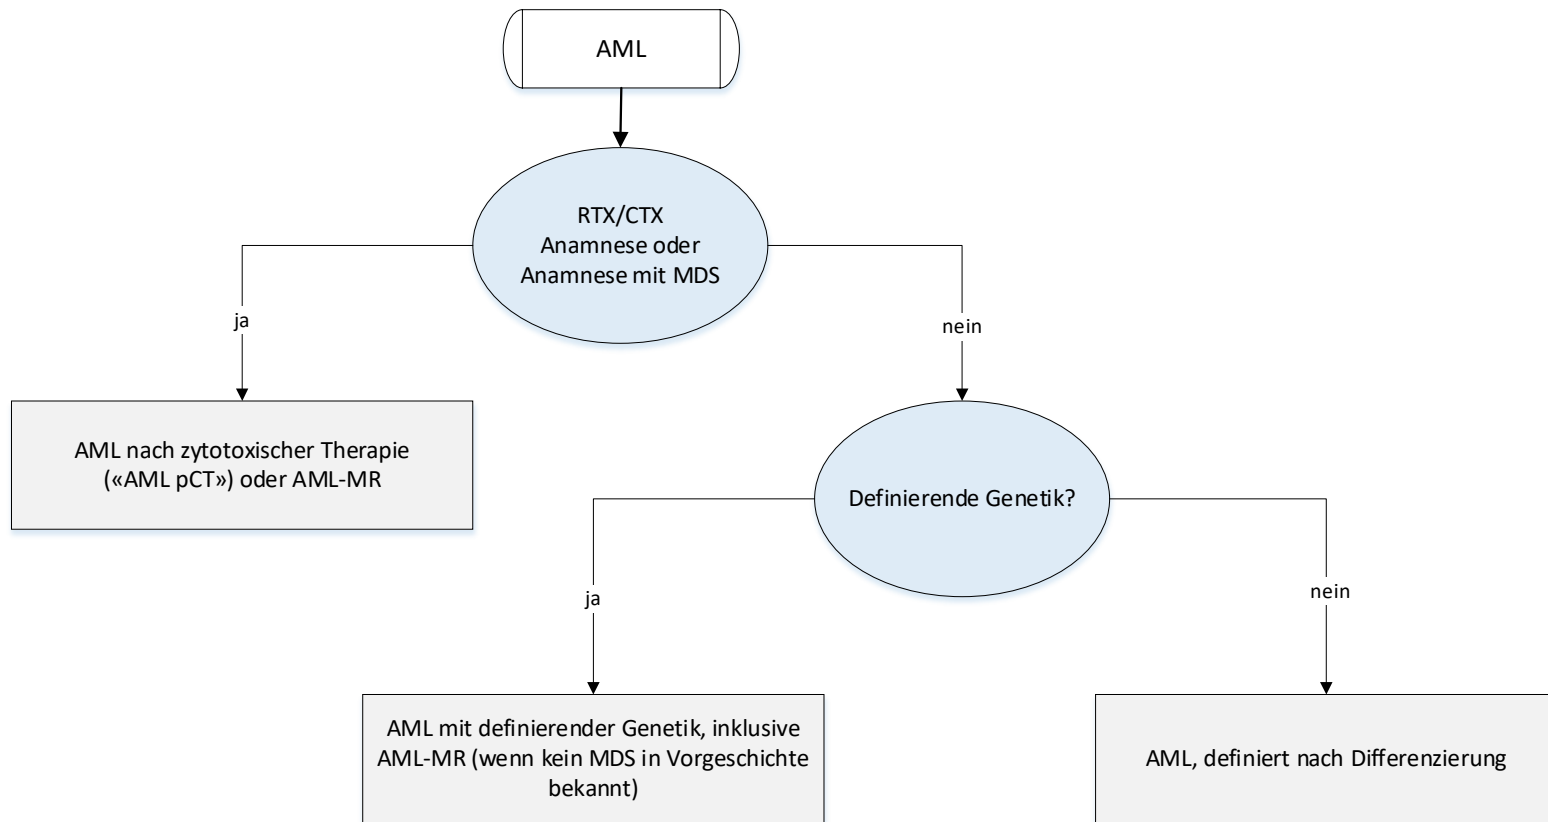 AML
RTX/CTX
Anamnese oder
Anamnese mit MDS
ja
nein
AML nach zytotoxischer Therapie
(«AML pCT») oder AML-MR
Definierende Genetik?
ja
nein
AML mit definierender Genetik, inklusive
AML-MR (wenn kein MDS in Vorgeschichte
bekannt)
AML, definiert nach Differenzierung